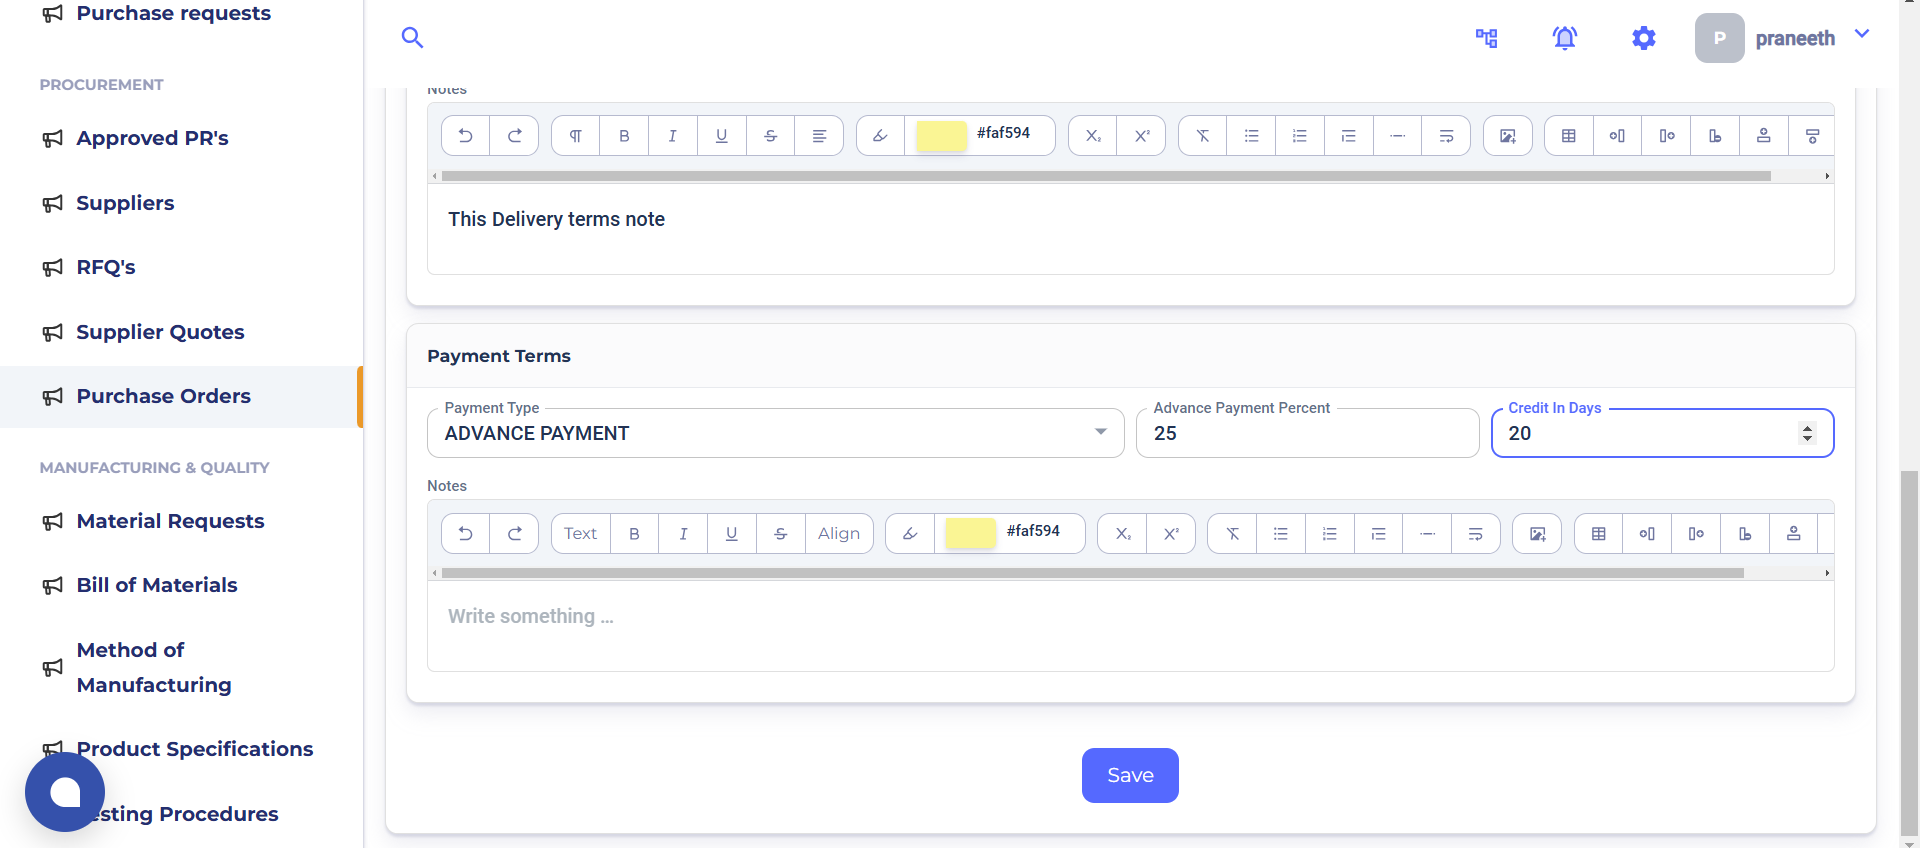 Purchase requests
PROCUREMENT
Approved PR's
Suppliers
RFQ's
Supplier Quotes
Purchase Orders
MANUFACTURING & QUALITY
Material Requests
Bill of Materials
Method of
Manufacturing
Product Specifications
esting Procedures
P praneeth
Notes
B I U S #faf594 X₂ X²
This Delivery terms note
Payment Terms
Payment Type Advance Payment Percent Credit In Days
ADVANCE PAYMENT 25 20
Notes
Text B I U S Align #faf594 X₂ X²
Write something ...
Save